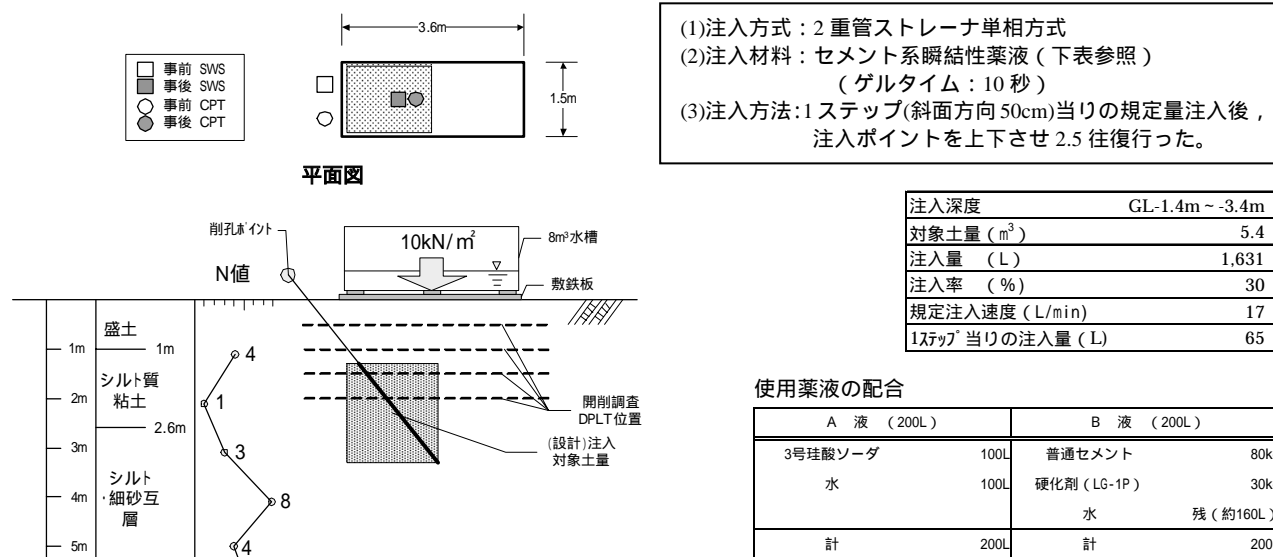 3.6m
1.5m
事前 SWS
事後 SWS
事前 CPT
事後 CPT
平面図
(1)注入方式：2 重管ストレーナ単相方式
(2)注入材料：セメント系瞬結性薬液（下表参照）
（ゲルタイム：10 秒）
(3)注入方法：1 ステップ(斜面方向 50cm)当りの規定量注入後，
注入ポイントを上下させ 2.5 往復行った。
削孔ﾎﾟｲﾝﾄ
N値
10kN/㎡
8m³水槽
敷鉄板
盛土
1m
1m
4
シルト質
粘土
2m
1
2.6m
3m
3
シルト
・細砂互
層
4m
8
5m
4
開削調査
DPLT位置
(設計)注入
対象土量
注入深度 GL-1.4m ~ -3.4m
対象土量（m³） 5.4
注入量 （L） 1,631
注入率 （%） 30
規定注入速度（L/min） 17
1ｽﾃｯﾌﾟ当りの注入量（L） 65
使用薬液の配合
A 液 （200L） B 液 （200L）
3号珪酸ソーダ 100L 普通セメント 80k
水 100L 硬化剤（LG-1P） 30k
水 残（約160L）
計 200L 計 200